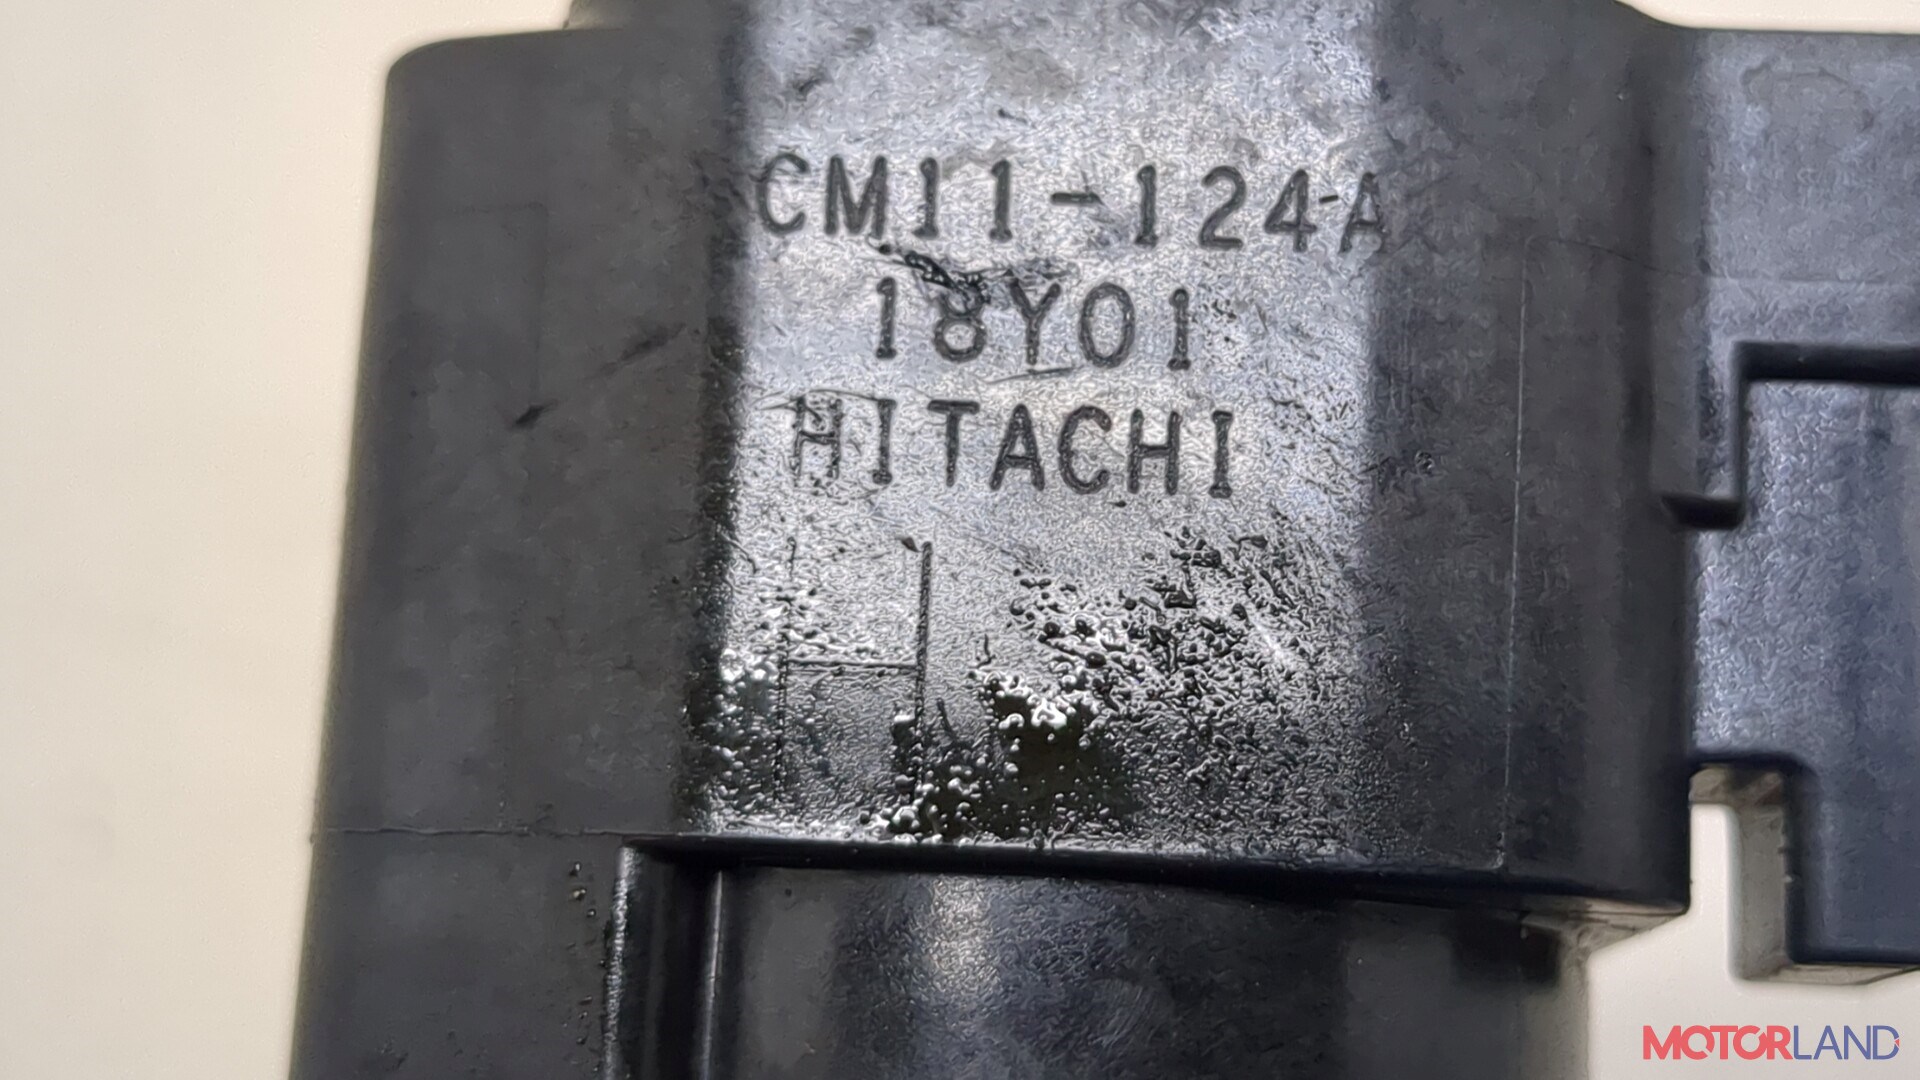 CM11-124A
18Y01
HITACHI
MOTORLAND